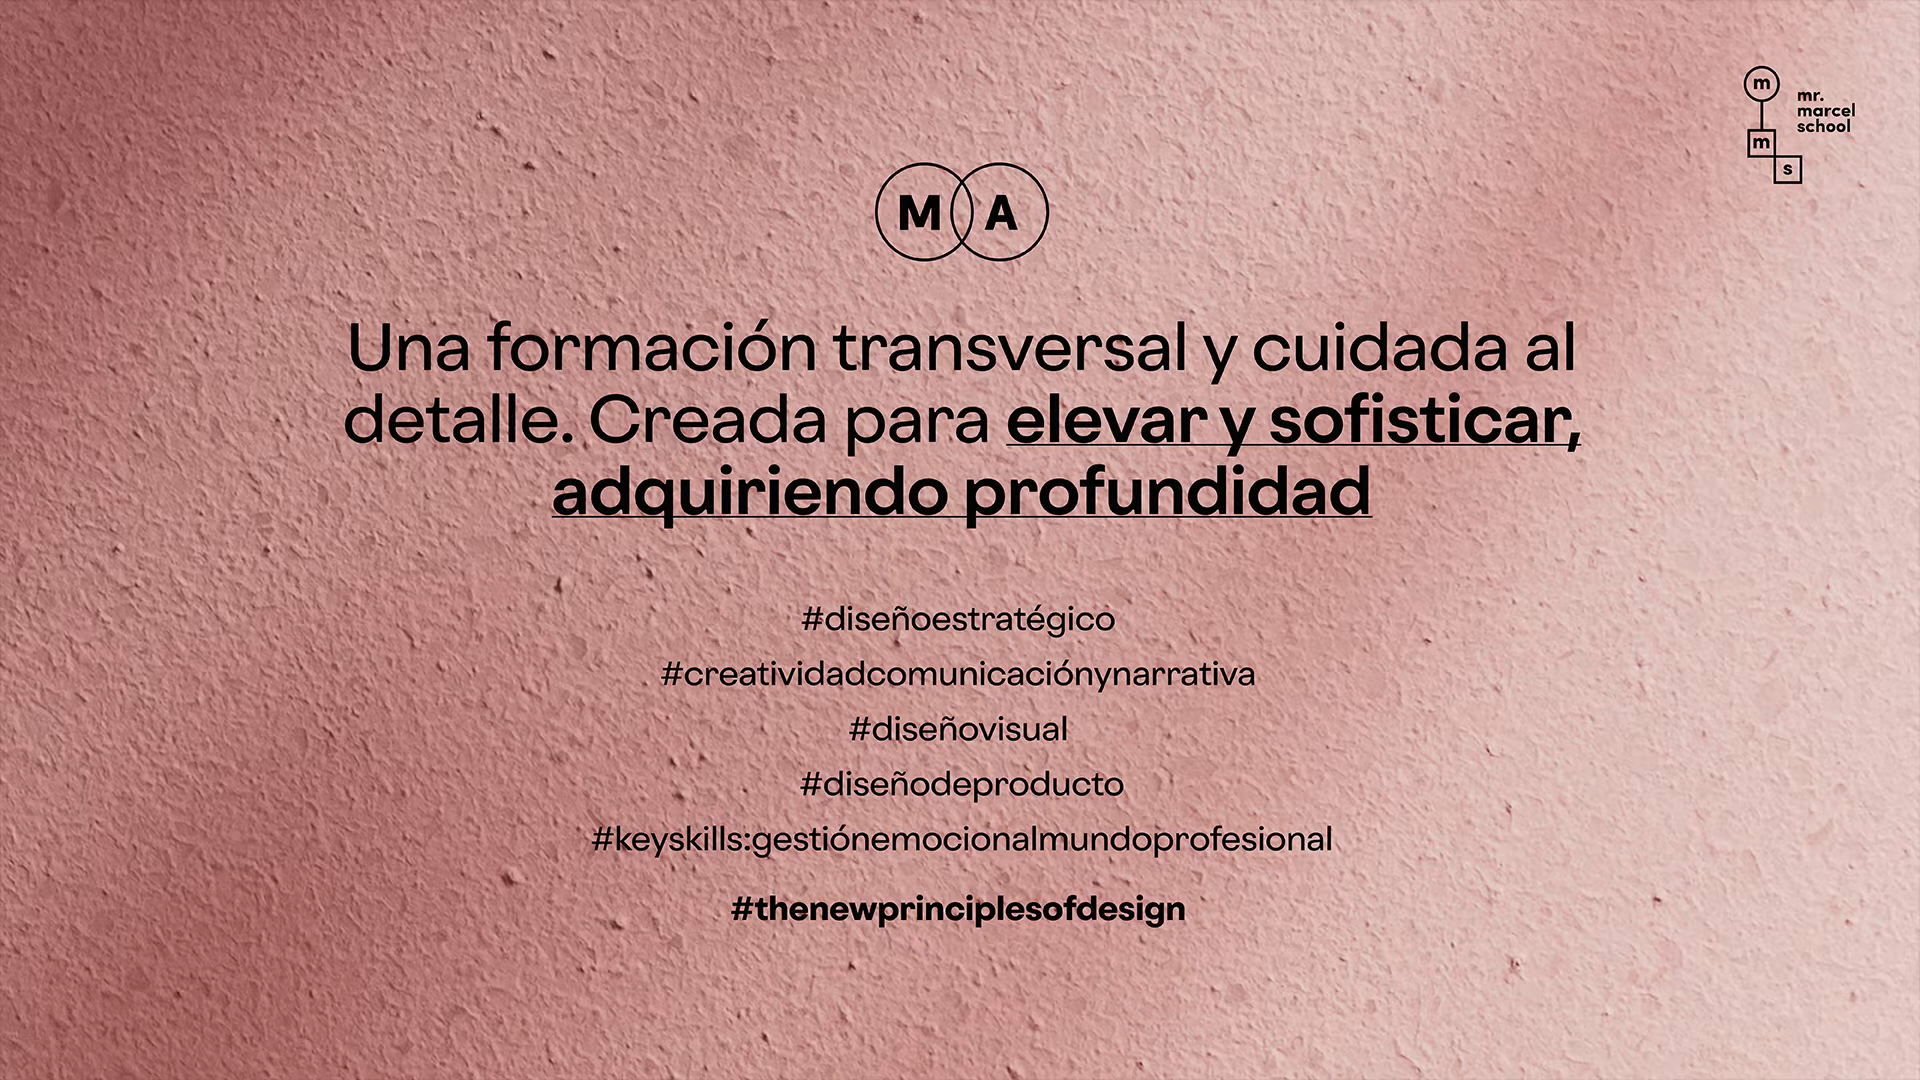 m
mr.
marcel
school
m
s
M A
Una formación transversal y cuidada al
detalle. Creada para elevar y sofisticar,
adquiriendo profundidad
#diseñoestratégico
#creatividadcomunicaciónynarrativa
#diseñovisual
#diseñodeproducto
#keyskills:gestiónemocionalmundoprofesional
#thenewprinciplesofdesign